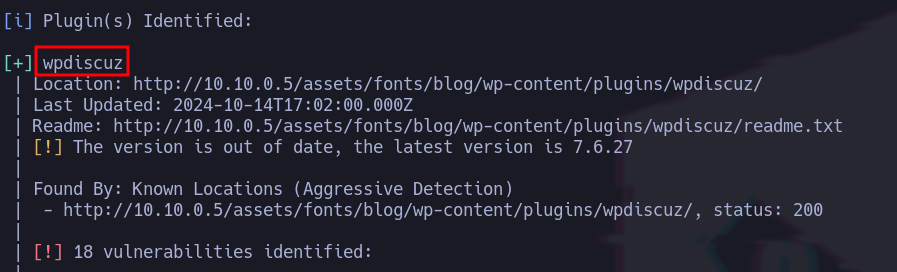 [i] Plugin(s) Identified:
[+] wpdiscuz
| Location: http://10.10.0.5/assets/fonts/blog/wp-content/plugins/wpdiscuz/
| Last Updated: 2024-10-14T17:02:00.000Z
| Readme: http://10.10.0.5/assets/fonts/blog/wp-content/plugins/wpdiscuz/readme.txt
| [!] The version is out of date, the latest version is 7.6.27
|
| Found By: Known Locations (Aggressive Detection)
|  - http://10.10.0.5/assets/fonts/blog/wp-content/plugins/wpdiscuz/, status: 200
|
| [!] 18 vulnerabilities identified:
|